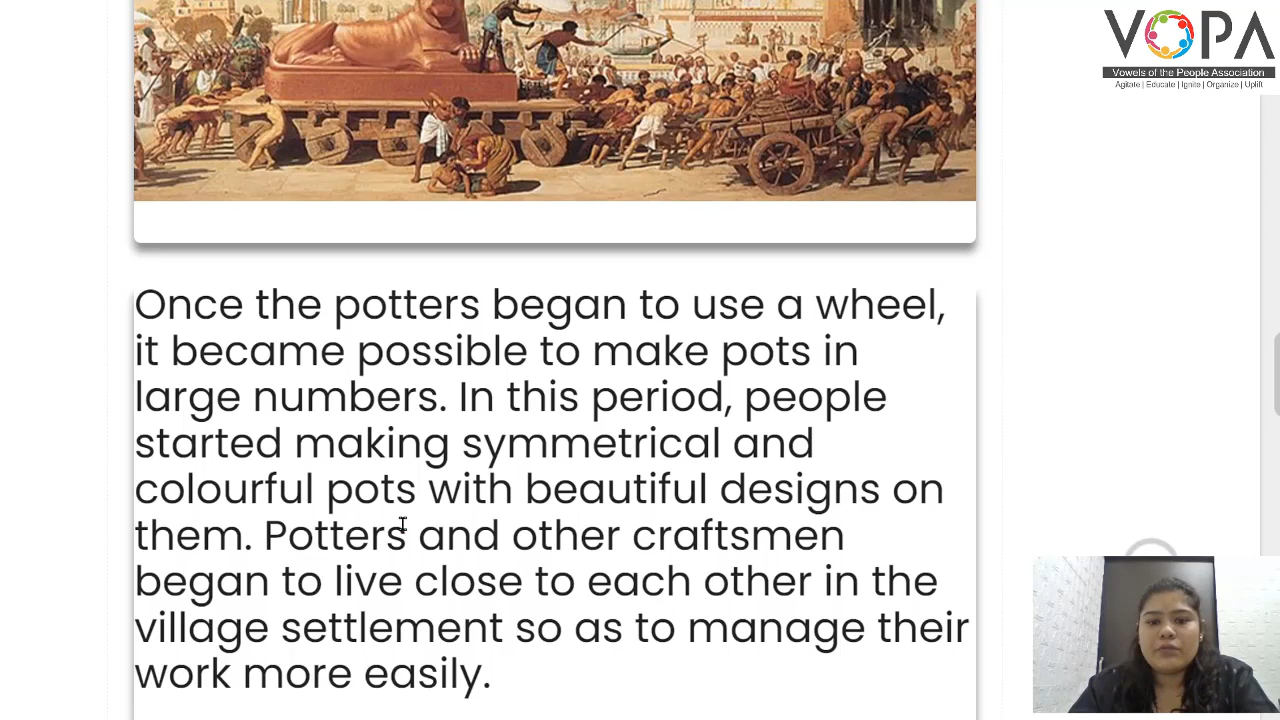 VOPA
Vowels of the People Association
Agitate | Educate | Ignite | Organize | Uplift
Once the potters began to use a wheel,
it became possible to make pots in
large numbers. In this period, people
started making symmetrical and
colourful pots with beautiful designs on
them. Potters and other craftsmen
began to live close to each other in the
village settlement so as to manage their
work more easily.